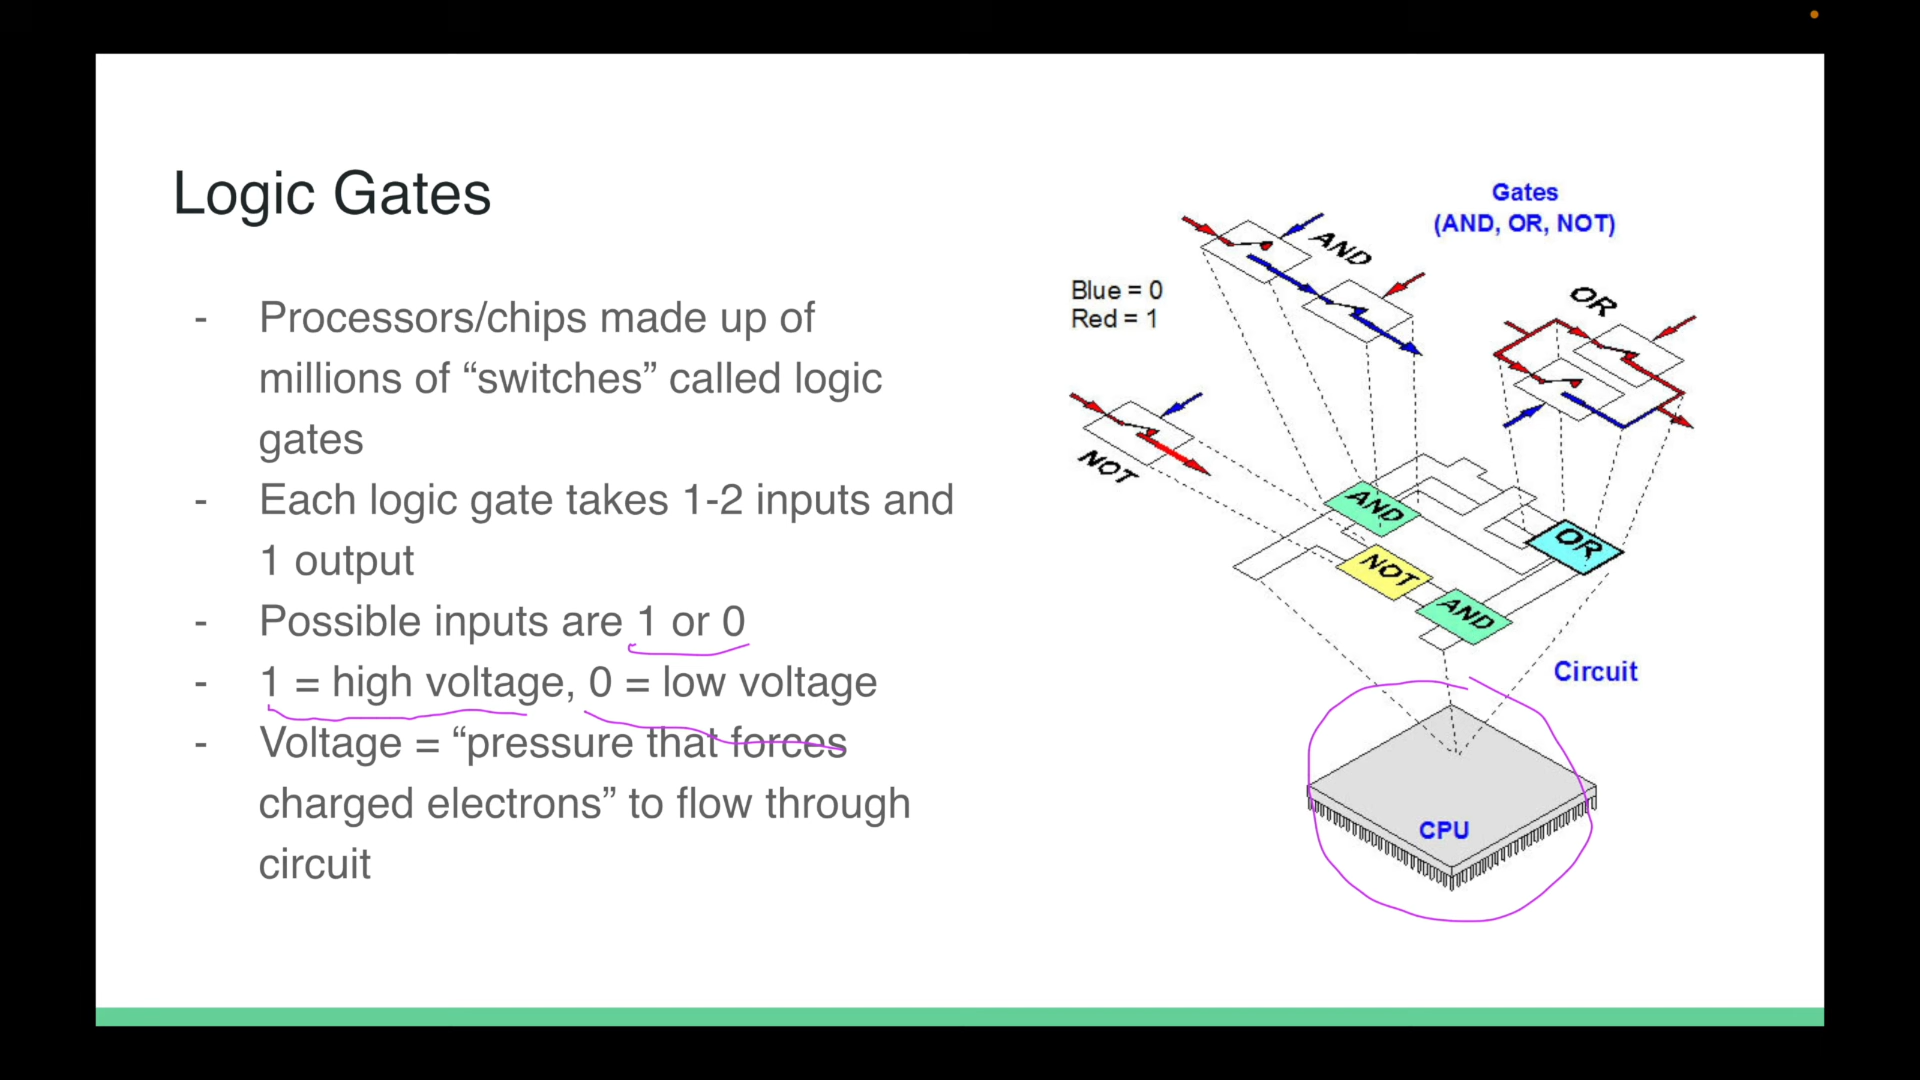 Logic Gates
- Processors/chips made up of
millions of “switches” called logic
gates
- Each logic gate takes 1-2 inputs and
1 output
- Possible inputs are 1 or 0
- 1 = high voltage, 0 = low voltage
- Voltage = “pressure that forces
charged electrons” to flow through
circuit
Gates
(AND, OR, NOT)
Blue = 0
Red = 1
AND
OR
NOT
AND
OR
NOT
AND
Circuit
CPU